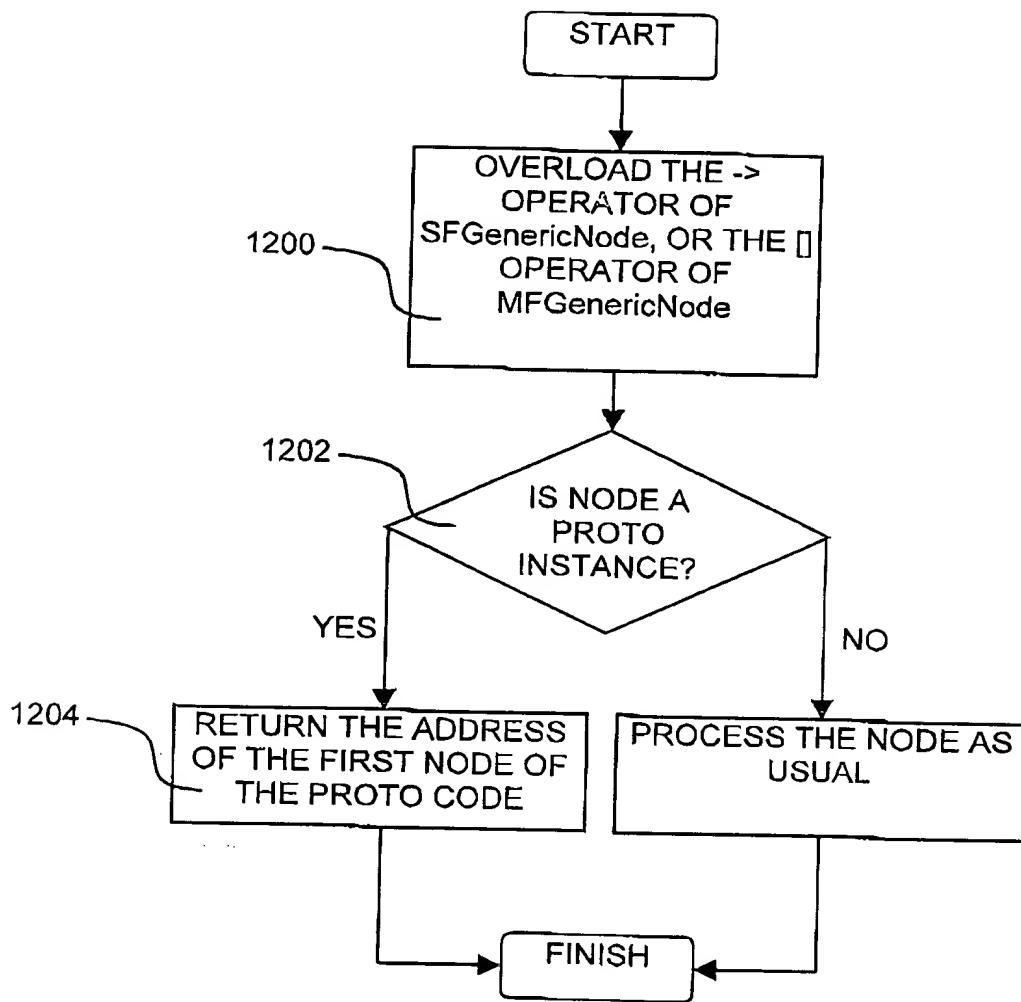 START
OVERLOAD THE ->
OPERATOR OF
SFGenericNode, OR THE []
OPERATOR OF
MFGenericNode
1200
1202
IS NODE A
PROTO
INSTANCE?
YES
NO
1204
RETURN THE ADDRESS
OF THE FIRST NODE OF
THE PROTO CODE
PROCESS THE NODE AS
USUAL
FINISH